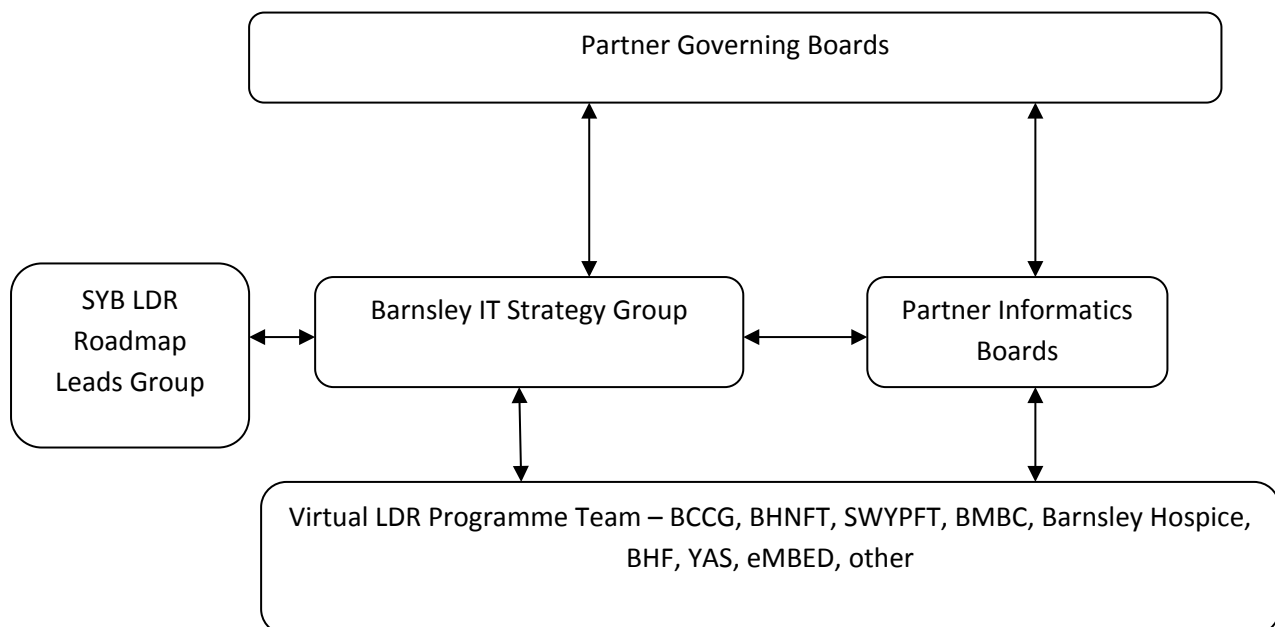 Partner Governing Boards
SYB LDR
Roadmap
Leads Group
Barnsley IT Strategy Group
Partner Informatics
Boards
Virtual LDR Programme Team – BCCG, BHNFT, SWYPFT, BMBC, Barnsley Hospice,
BHF, YAS, eMBED, other